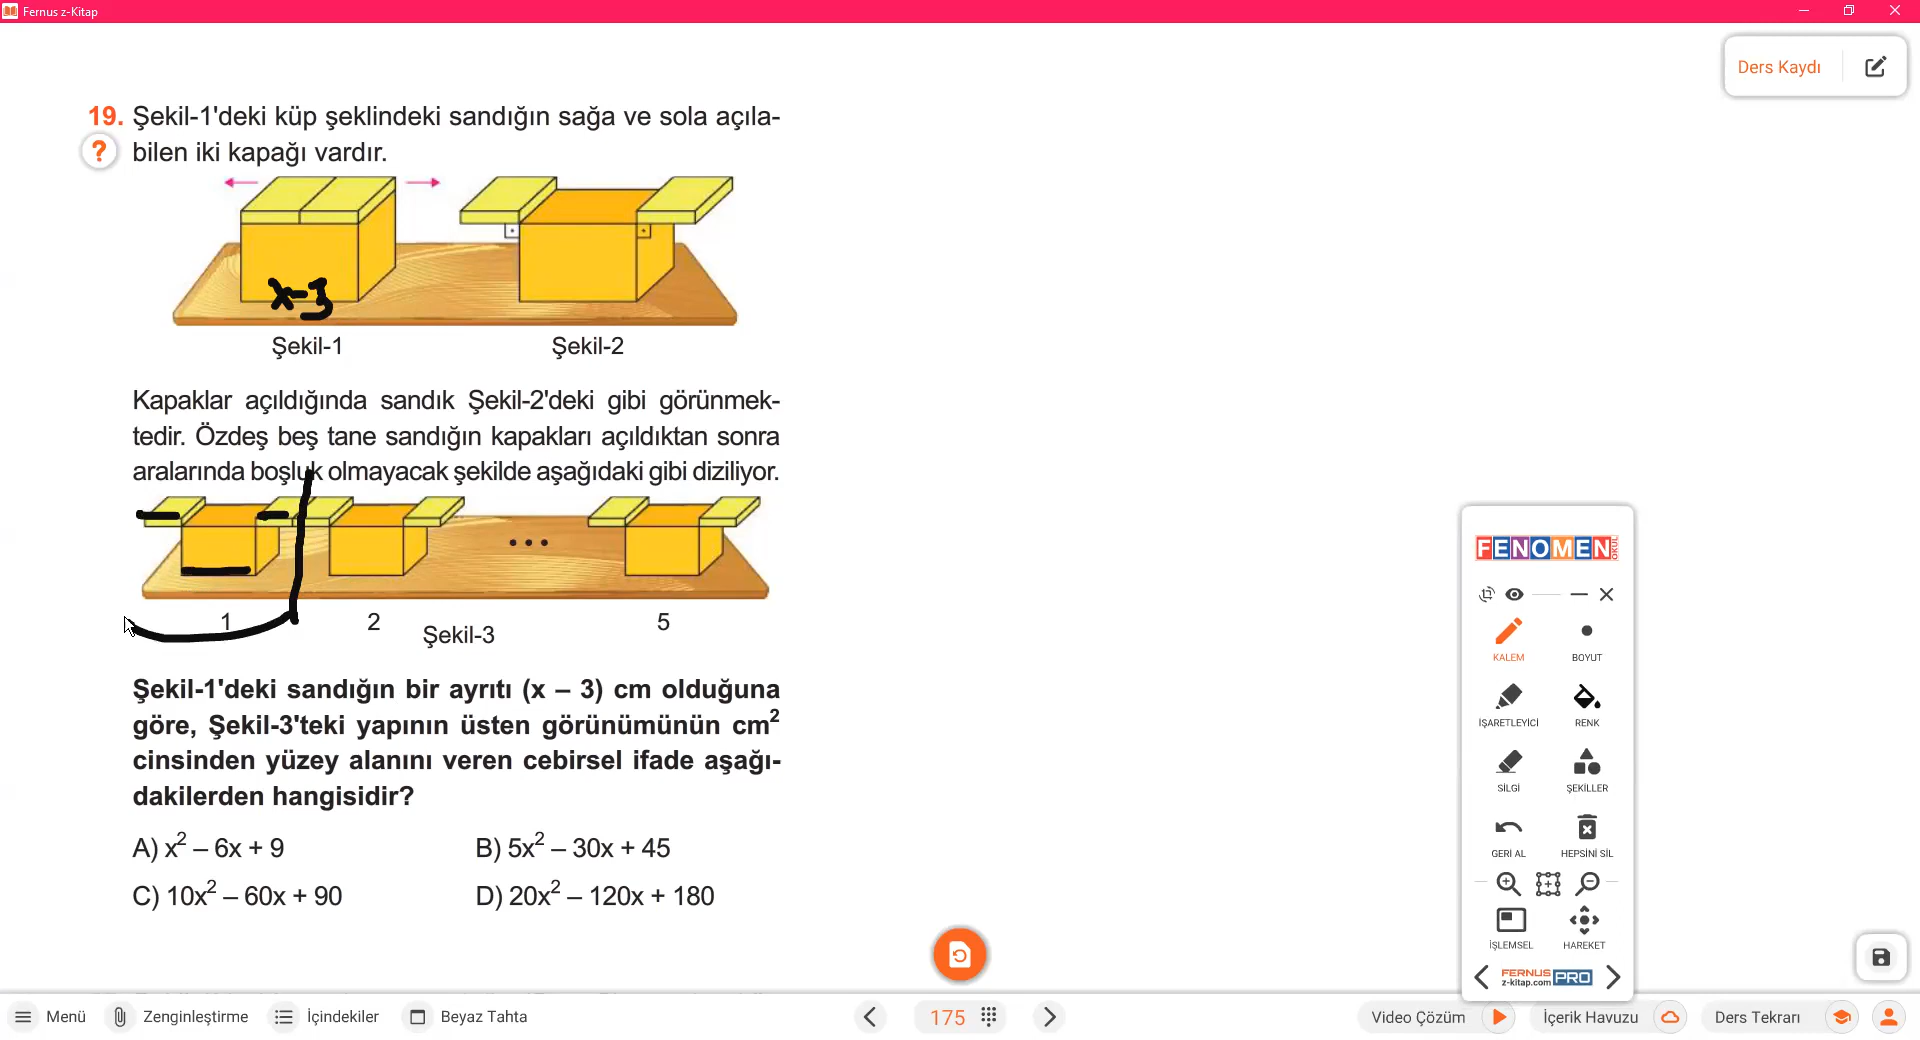 Fernus z-Kitap
Ders Kaydı
19. Şekil-1'deki küp şeklindeki sandığın sağa ve sola açıla-
? bilen iki kapağı vardır.
x-3
Şekil-1 Şekil-2
Kapaklar açıldığında sandık Şekil-2'deki gibi görünmek-
tedir. Özdeş beş tane sandığın kapakları açıldıktan sonra
aralarında boşluk olmayacak şekilde aşağıdaki gibi diziliyor.
1 2 5
Şekil-3
Şekil-1'deki sandığın bir ayrıtı (x – 3) cm olduğuna
göre, Şekil-3'teki yapının üsten görünümünün cm²
cinsinden yüzey alanını veren cebirsel ifade aşağı-
dakilerden hangisidir?
A) x² – 6x + 9 B) 5x² – 30x + 45
C) 10x² – 60x + 90 D) 20x² – 120x + 180
FENOMEN OKUL
KALEM BOYUT
İŞARETLEYİCİ RENK
SİLGİ ŞEKİLLER
GERİ AL HEPSİNİ SİL
İŞLEMSEL HAREKET
FERNUS PRO
z-kitap.com
Menü Zenginleştirme İçindekiler Beyaz Tahta 175 Video Çözüm İçerik Havuzu Ders Tekrarı